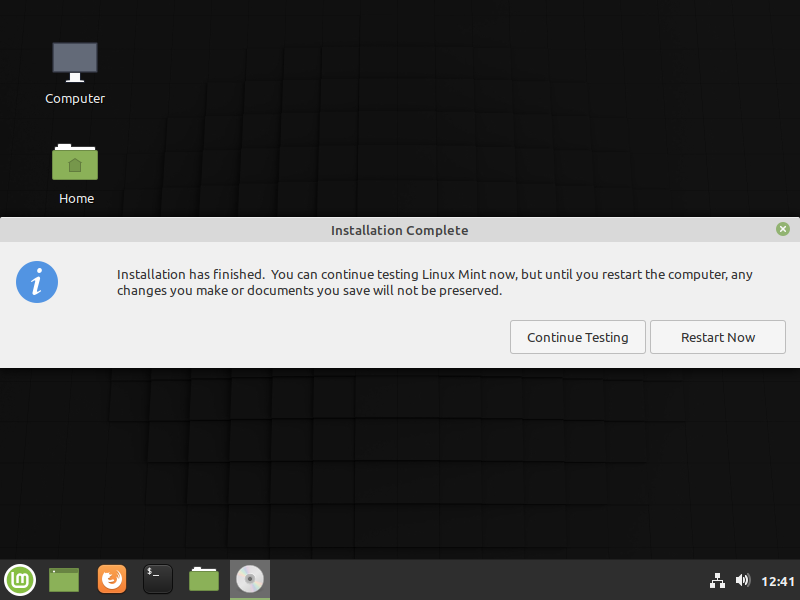 Computer
Home
Installation Complete
Installation has finished.  You can continue testing Linux Mint now, but until you restart the computer, any
changes you make or documents you save will not be preserved.
Continue Testing
Restart Now
$_
12:41